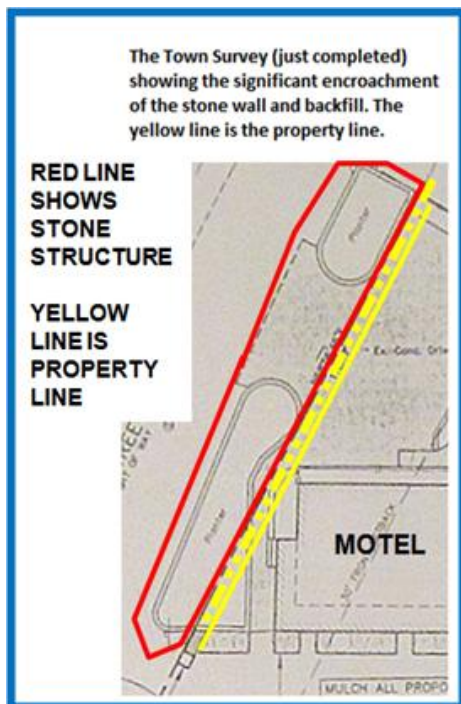 The Town Survey (just completed)
showing the significant encroachment
of the stone wall and backfill. The
yellow line is the property line.
RED LINE
SHOWS
STONE
STRUCTURE
YELLOW
LINE IS
PROPERTY
LINE
Planter
Planter
MOTEL
MULCH ALL PROPO